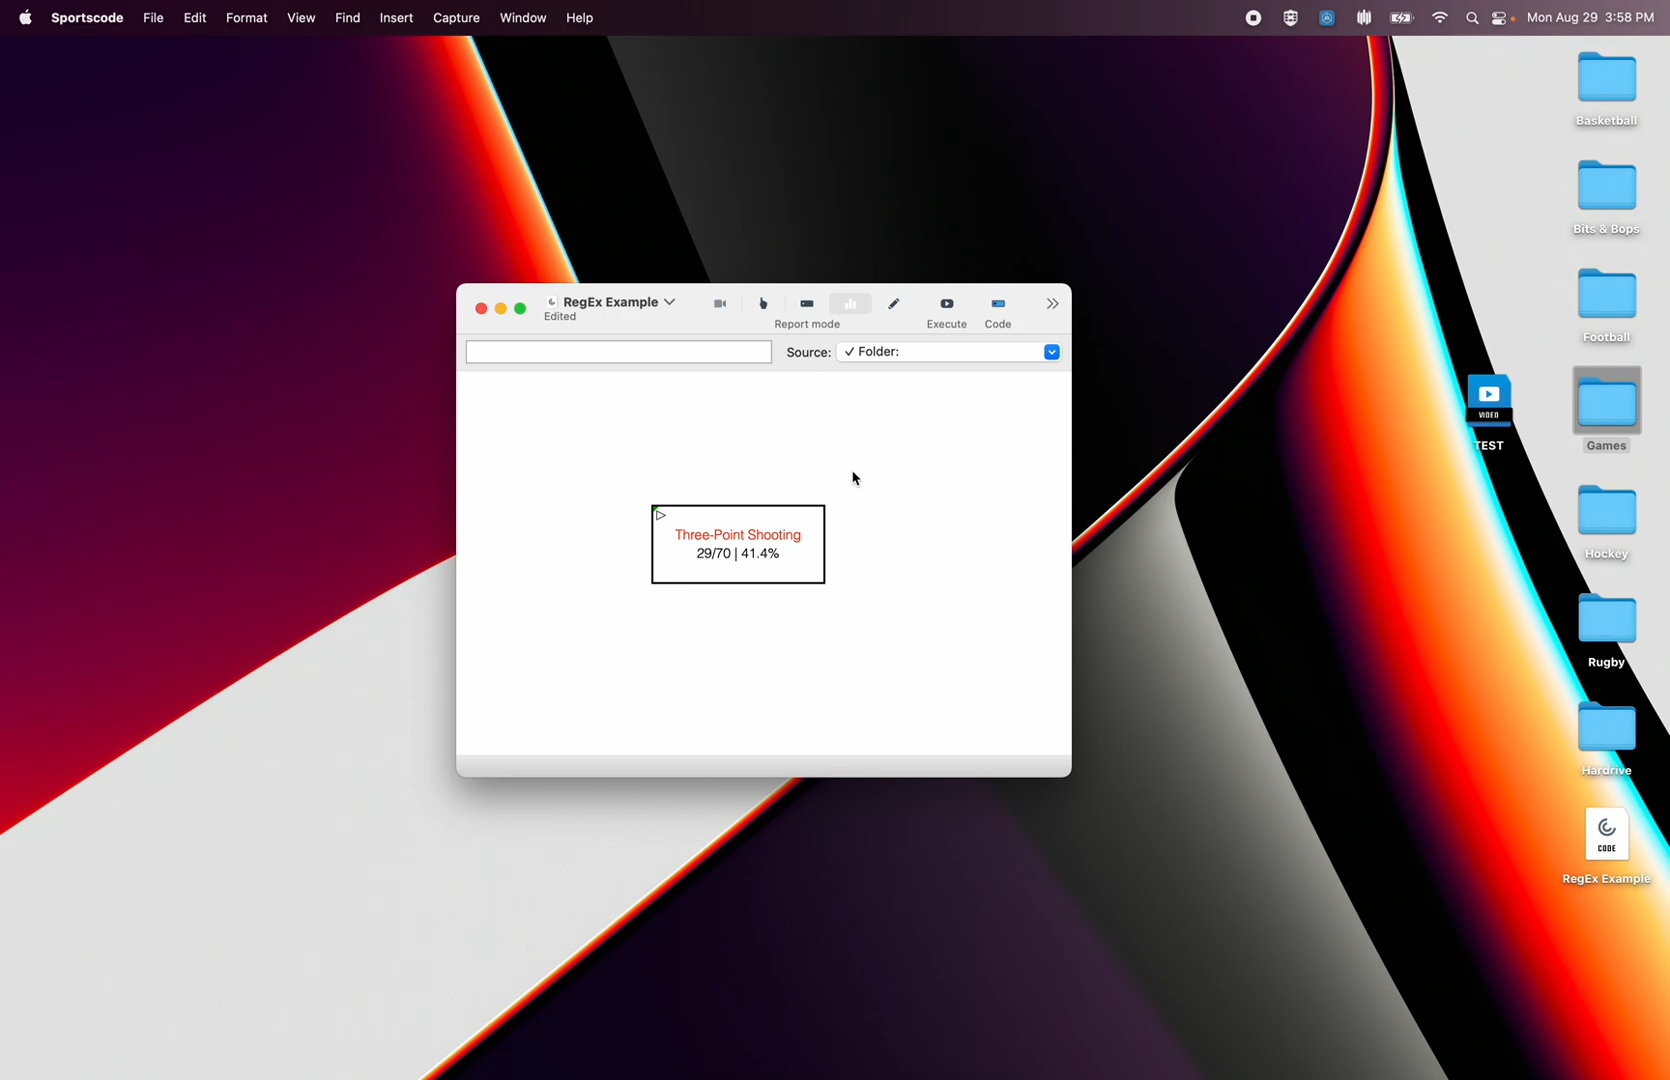 Sportscode File Edit Format View Find Insert Capture Window Help Mon Aug 29 3:58 PM
Basketball
Bits & Bops
Football
VIDEO
TEST
Games
Hockey
Rugby
Hardrive
CODE
RegEx Example
RegEx Example
Edited
Report mode Execute Code
Source: ✓ Folder:
Three-Point Shooting
29/70 | 41.4%